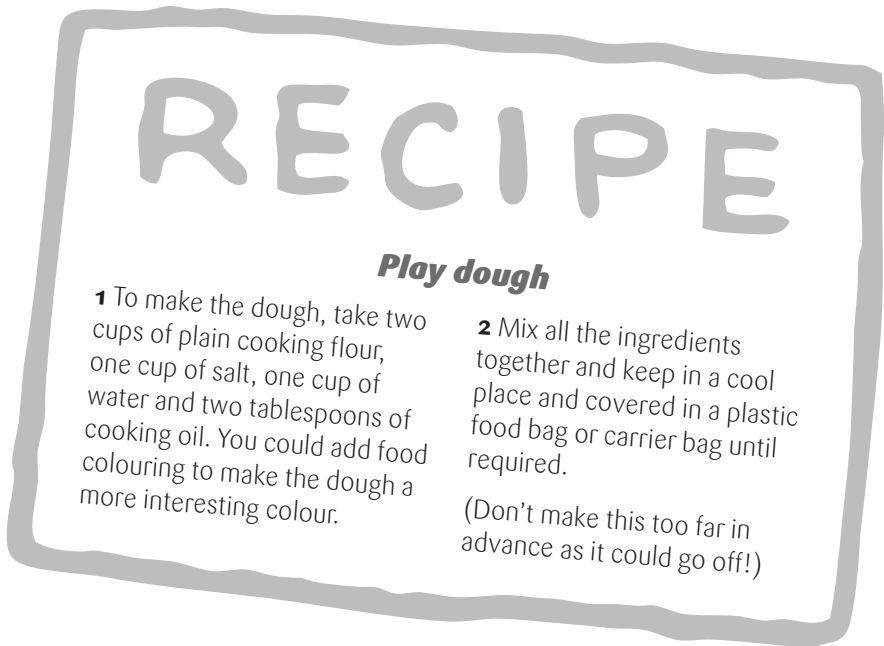 RECIPE
Play dough
1 To make the dough, take two
cups of plain cooking flour,
one cup of salt, one cup of
water and two tablespoons of
cooking oil. You could add food
colouring to make the dough a
more interesting colour.
2 Mix all the ingredients
together and keep in a cool
place and covered in a plastic
food bag or carrier bag until
required.
(Don't make this too far in
advance as it could go off!)